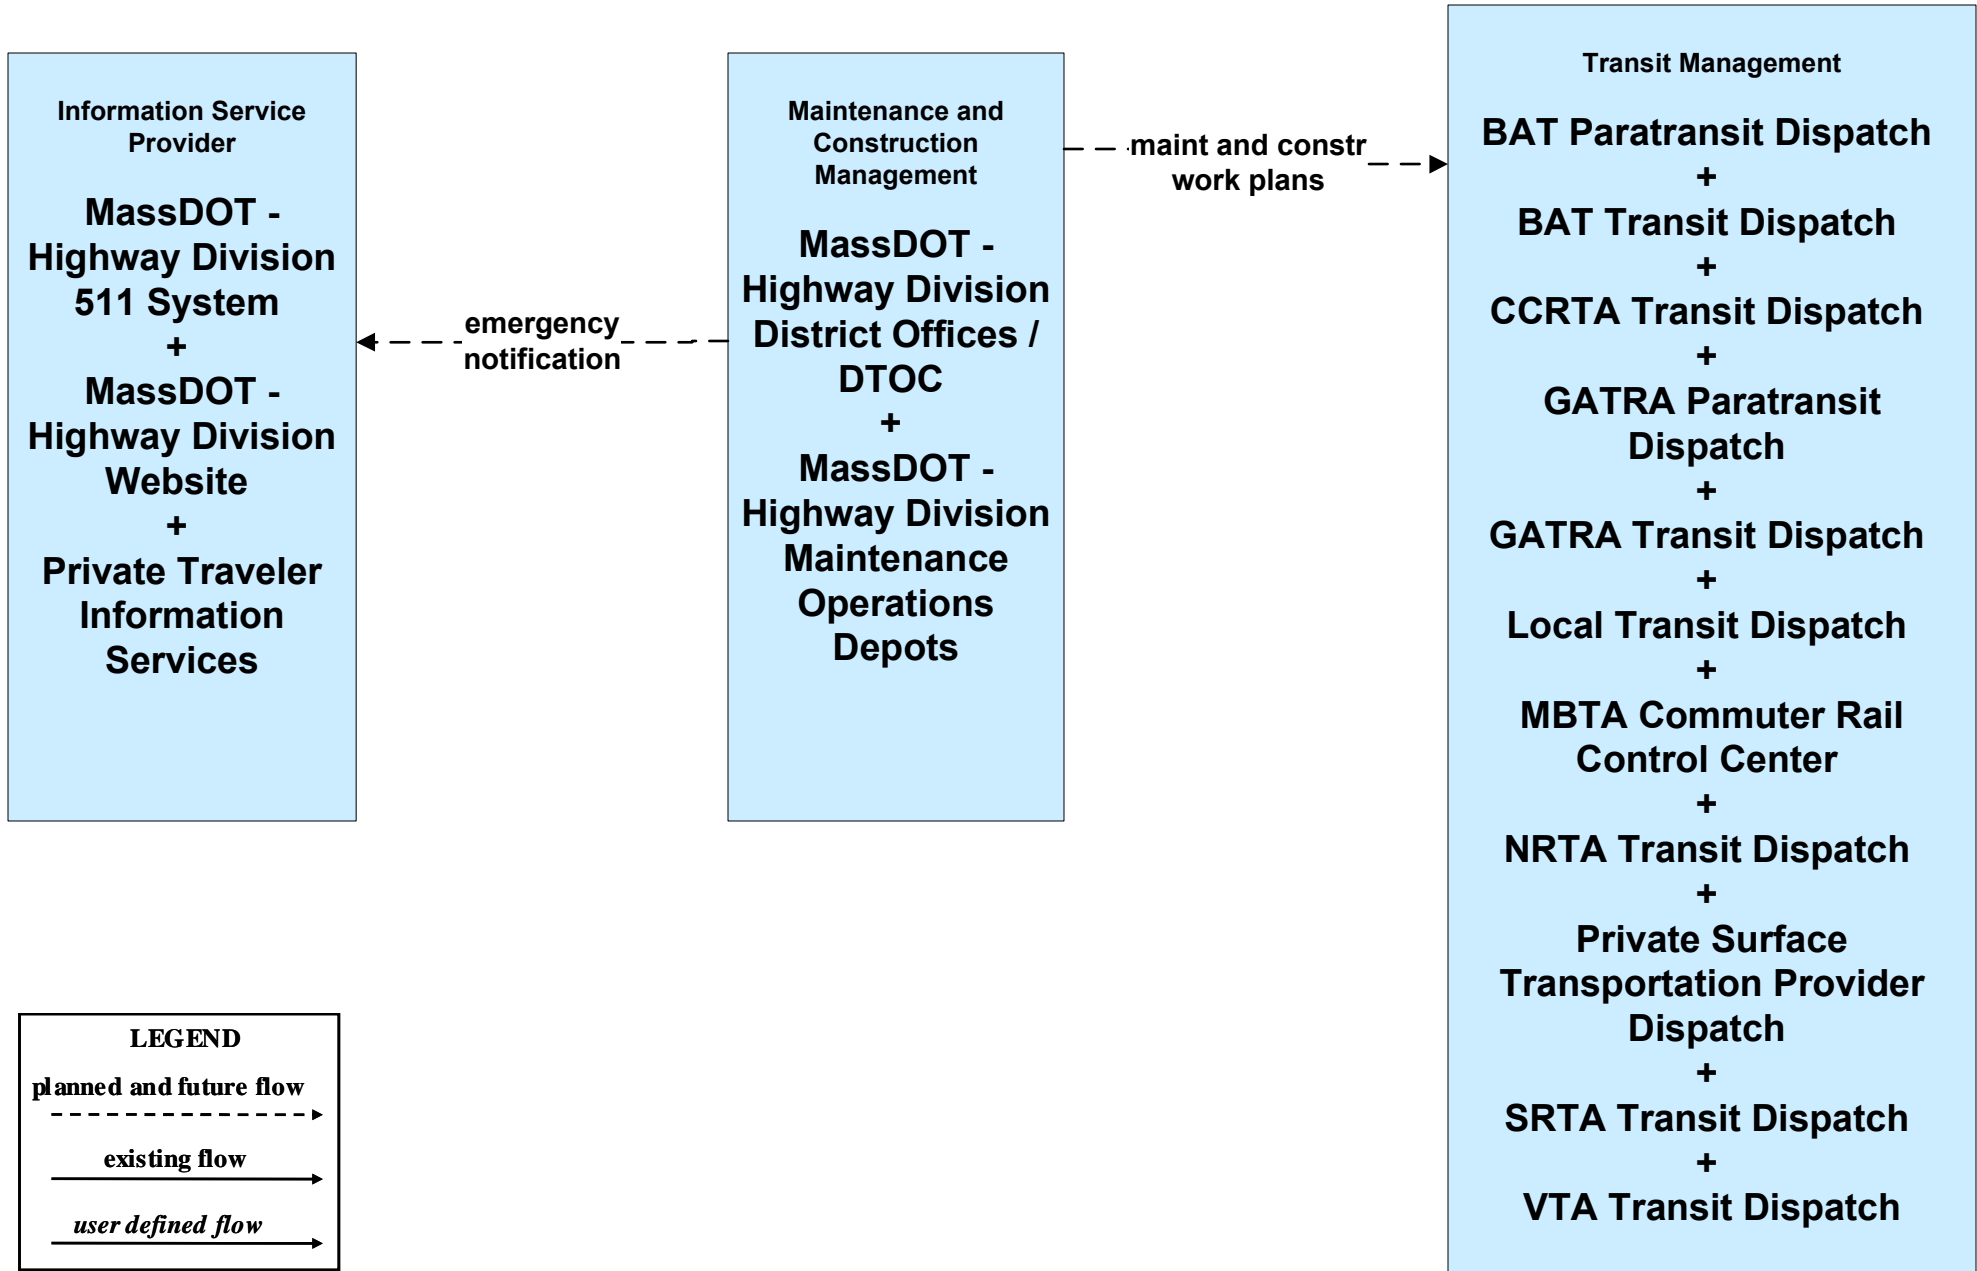 Information Service
Provider
MassDOT -
Highway Division
511 System
+
MassDOT -
Highway Division
Website
+
Private Traveler
Information
Services
emergency
notification
Maintenance and
Construction
Management
MassDOT -
Highway Division
District Offices /
DTOC
+
MassDOT -
Highway Division
Maintenance
Operations
Depots
maint and constr
work plans
Transit Management
BAT Paratransit Dispatch
+
BAT Transit Dispatch
+
CCRTA Transit Dispatch
+
GATRA Paratransit
Dispatch
+
GATRA Transit Dispatch
+
Local Transit Dispatch
+
MBTA Commuter Rail
Control Center
+
NRTA Transit Dispatch
+
Private Surface
Transportation Provider
Dispatch
+
SRTA Transit Dispatch
+
VTA Transit Dispatch
LEGEND
planned and future flow
existing flow
user defined flow